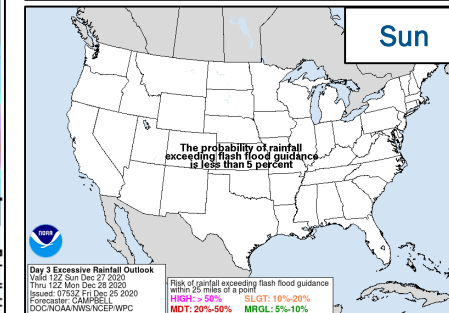 Sun
The probability of rainfall
exceeding flash flood guidance
is less than 5 percent
NOAA
Day 3 Excessive Rainfall Outlook
Valid 12Z Sun Dec 27 2020
Thru 12Z Mon Dec 28 2020
Issued: 0753Z Fri Dec 25 2020
Forecaster: CAMPBELL
DOC/NOAA/NWS/NCEP/WPC
Risk of rainfall exceeding flash flood guidance
within 25 miles of a point
HIGH: > 50% SLGT: 10%-20%
MDT: 20%-50% MRGL: 5%-10%